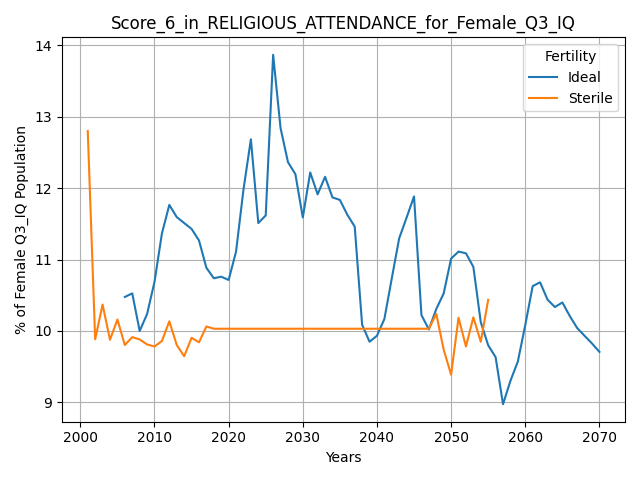 Score_6_in_RELIGIOUS_ATTENDANCE_for_Female_Q3_IQ
% of Female Q3_IQ Population
14
13
12
11
10
9
Fertility
Ideal
Sterile
2000 2010 2020 2030 2040 2050 2060 2070
Years